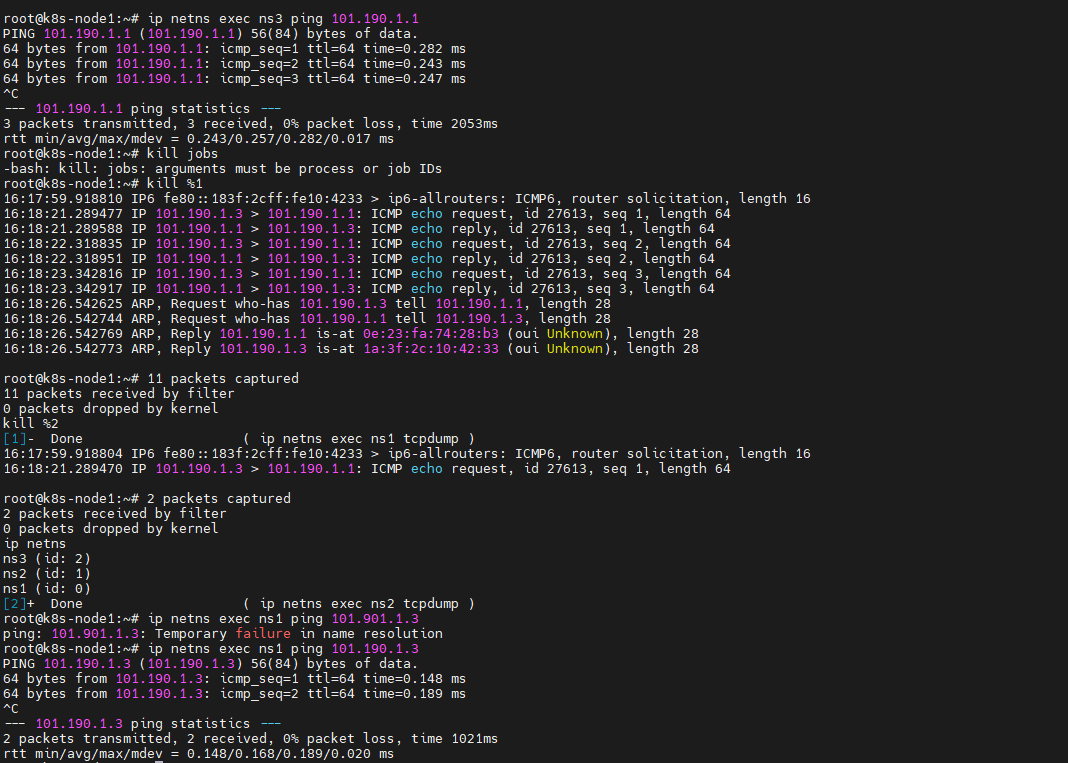 root@k8s-node1:~# ip netns exec ns3 ping 101.190.1.1
PING 101.190.1.1 (101.190.1.1) 56(84) bytes of data.
64 bytes from 101.190.1.1: icmp_seq=1 ttl=64 time=0.282 ms
64 bytes from 101.190.1.1: icmp_seq=2 ttl=64 time=0.243 ms
64 bytes from 101.190.1.1: icmp_seq=3 ttl=64 time=0.247 ms
^C
--- 101.190.1.1 ping statistics ---
3 packets transmitted, 3 received, 0% packet loss, time 2053ms
rtt min/avg/max/mdev = 0.243/0.257/0.282/0.017 ms
root@k8s-node1:~# kill jobs
-bash: kill: jobs: arguments must be process or job IDs
root@k8s-node1:~# kill %1
16:17:59.918810 IP6 fe80::183f:2cff:fe10:4233 > ip6-allrouters: ICMP6, router solicitation, length 16
16:18:21.289477 IP 101.190.1.3 > 101.190.1.1: ICMP echo request, id 27613, seq 1, length 64
16:18:21.289588 IP 101.190.1.1 > 101.190.1.3: ICMP echo reply, id 27613, seq 1, length 64
16:18:22.318835 IP 101.190.1.3 > 101.190.1.1: ICMP echo request, id 27613, seq 2, length 64
16:18:22.318951 IP 101.190.1.1 > 101.190.1.3: ICMP echo reply, id 27613, seq 2, length 64
16:18:23.342816 IP 101.190.1.3 > 101.190.1.1: ICMP echo request, id 27613, seq 3, length 64
16:18:23.342917 IP 101.190.1.1 > 101.190.1.3: ICMP echo reply, id 27613, seq 3, length 64
16:18:26.542625 ARP, Request who-has 101.190.1.3 tell 101.190.1.1, length 28
16:18:26.542744 ARP, Request who-has 101.190.1.1 tell 101.190.1.3, length 28
16:18:26.542769 ARP, Reply 101.190.1.1 is-at 0e:23:fa:74:28:b3 (oui Unknown), length 28
16:18:26.542773 ARP, Reply 101.190.1.3 is-at 1a:3f:2c:10:42:33 (oui Unknown), length 28
root@k8s-node1:~# 11 packets captured
11 packets received by filter
0 packets dropped by kernel
kill %2
[1]-  Done                    ( ip netns exec ns1 tcpdump )
16:17:59.918804 IP6 fe80::183f:2cff:fe10:4233 > ip6-allrouters: ICMP6, router solicitation, length 16
16:18:21.289470 IP 101.190.1.3 > 101.190.1.1: ICMP echo request, id 27613, seq 1, length 64
root@k8s-node1:~# 2 packets captured
2 packets received by filter
0 packets dropped by kernel
ip netns
ns3 (id: 2)
ns2 (id: 1)
ns1 (id: 0)
[2]+  Done                    ( ip netns exec ns2 tcpdump )
root@k8s-node1:~# ip netns exec ns1 ping 101.901.1.3
ping: 101.901.1.3: Temporary failure in name resolution
root@k8s-node1:~# ip netns exec ns1 ping 101.190.1.3
PING 101.190.1.3 (101.190.1.3) 56(84) bytes of data.
64 bytes from 101.190.1.3: icmp_seq=1 ttl=64 time=0.148 ms
64 bytes from 101.190.1.3: icmp_seq=2 ttl=64 time=0.189 ms
^C
--- 101.190.1.3 ping statistics ---
2 packets transmitted, 2 received, 0% packet loss, time 1021ms
rtt min/avg/max/mdev = 0.148/0.168/0.189/0.020 ms